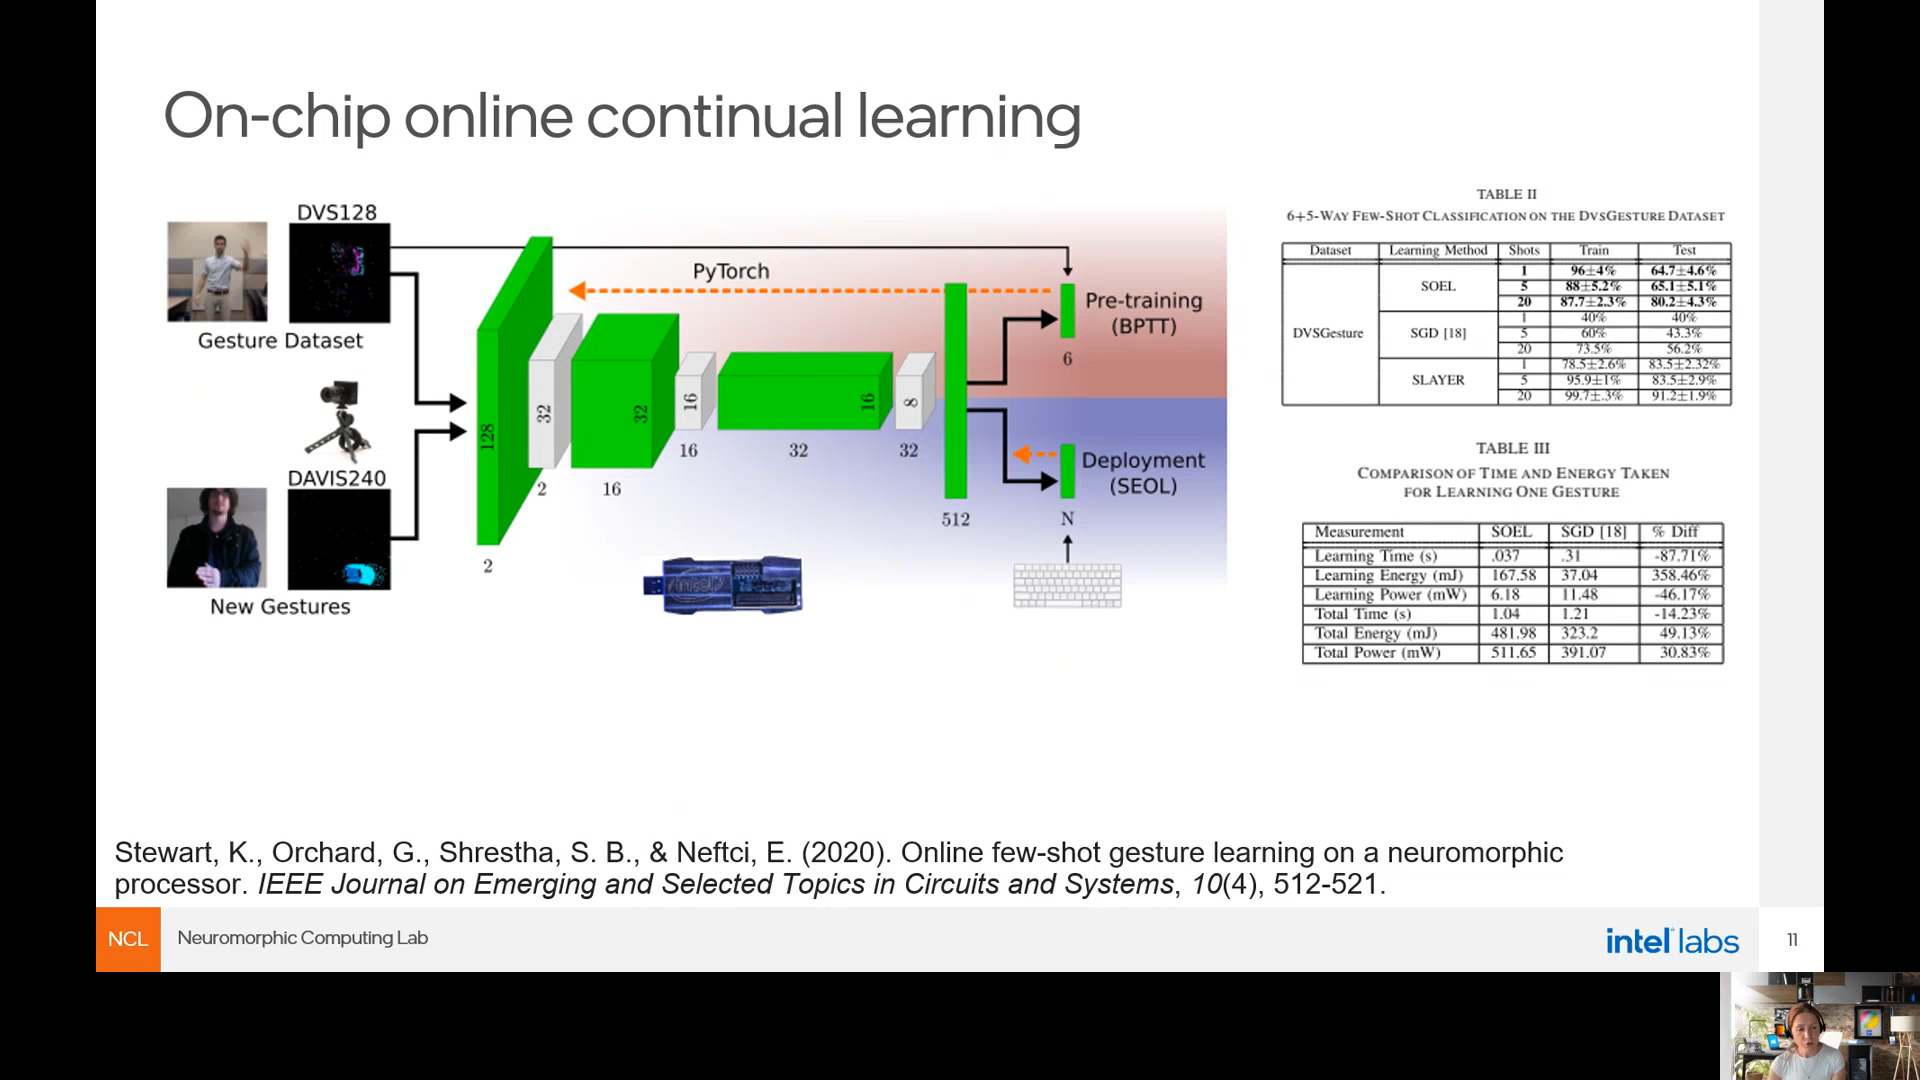 On-chip online continual learning
DVS128
Gesture Dataset
DAVIS240
New Gestures
PyTorch
128
2
32
2
32
16
16
16
16
32
8
32
512
Pre-training
(BPTT)
6
Deployment
(SEOL)
N
intel
TABLE II
6+5-WAY FEW-SHOT CLASSIFICATION ON THE DVSGESTURE DATASET
Dataset Learning Method Shots Train Test
DVSGesture
SOEL
1 96±4% 64.7±4.6%
5 88±5.2% 65.1±5.1%
20 87.7±2.3% 80.2±4.3%
SGD [18]
1 40% 40%
5 60% 43.3%
20 73.5% 56.2%
SLAYER
1 78.5±2.6% 83.5±2.32%
5 95.9±1% 83.5±2.9%
20 99.7±.3% 91.2±1.9%
TABLE III
COMPARISON OF TIME AND ENERGY TAKEN
FOR LEARNING ONE GESTURE
Measurement SOEL SGD [18] % Diff
Learning Time (s) .037 .31 -87.71%
Learning Energy (mJ) 167.58 37.04 358.46%
Learning Power (mW) 6.18 11.48 -46.17%
Total Time (s) 1.04 1.21 -14.23%
Total Energy (mJ) 481.98 323.2 49.13%
Total Power (mW) 511.65 391.07 30.83%
Stewart, K., Orchard, G., Shrestha, S. B., & Neftci, E. (2020). Online few-shot gesture learning on a neuromorphic
processor. IEEE Journal on Emerging and Selected Topics in Circuits and Systems, 10(4), 512-521.
NCL Neuromorphic Computing Lab
intel labs
11